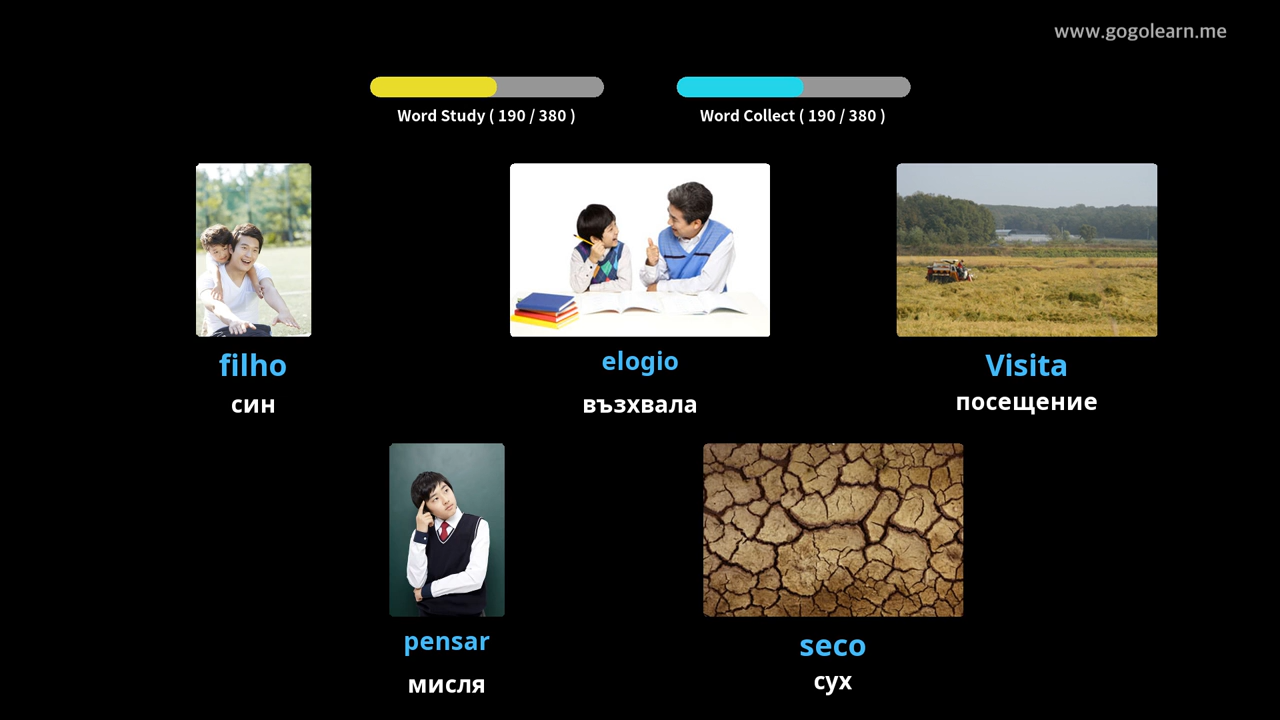 www.gogolearn.me
Word Study ( 190 / 380 )
Word Collect ( 190 / 380 )
filho
син
elogio
възхвала
Visita
посещение
pensar
мисля
seco
сух